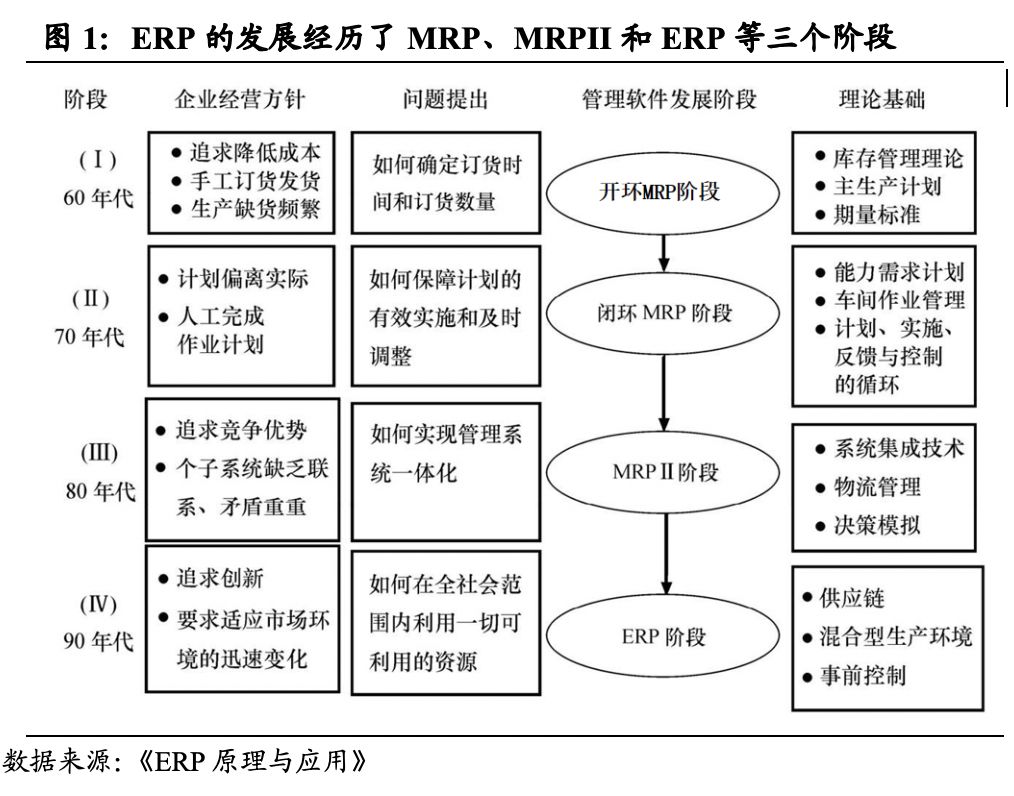 图 1：ERP 的发展经历了 MRP、MRPII 和 ERP 等三个阶段
阶段 企业经营方针 问题提出 管理软件发展阶段 理论基础
(Ⅰ)
60 年代
● 追求降低成本
● 手工订货发货
● 生产缺货频繁
如何确定订货时
间和订货数量
开环MRP阶段
● 库存管理理论
● 主生产计划
● 期量标准
(Ⅱ)
70 年代
● 计划偏离实际
● 人工完成
作业计划
如何保障计划的
有效实施和及时
调整
闭环 MRP 阶段
● 能力需求计划
● 车间作业管理
● 计划、实施、
反馈与控制
的循环
(Ⅲ)
80 年代
● 追求竞争优势
● 个子系统缺乏联
系、矛盾重重
如何实现管理系
统一体化
MRPⅡ阶段
● 系统集成技术
● 物流管理
● 决策模拟
(Ⅳ)
90 年代
● 追求创新
● 要求适应市场环
境的迅速变化
如何在全社会范
围内利用一切可
利用的资源
ERP 阶段
● 供应链
● 混合型生产环境
● 事前控制
数据来源：《ERP 原理与应用》